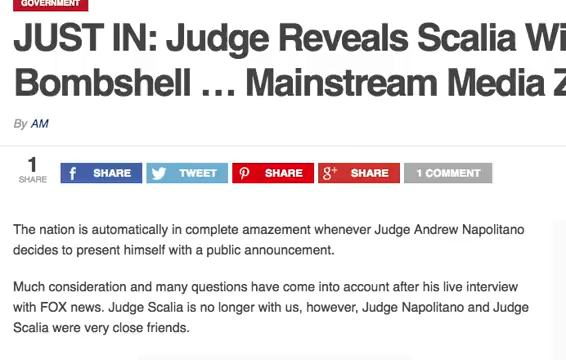 GOVERNMENT
JUST IN: Judge Reveals Scalia Wi
Bombshell … Mainstream Media Z
By AM
1
SHARE
f SHARE
TWEET
SHARE
g+ SHARE
1 COMMENT
The nation is automatically in complete amazement whenever Judge Andrew Napolitano
decides to present himself with a public announcement.
Much consideration and many questions have come into account after his live interview
with FOX news. Judge Scalia is no longer with us, however, Judge Napolitano and Judge
Scalia were very close friends.